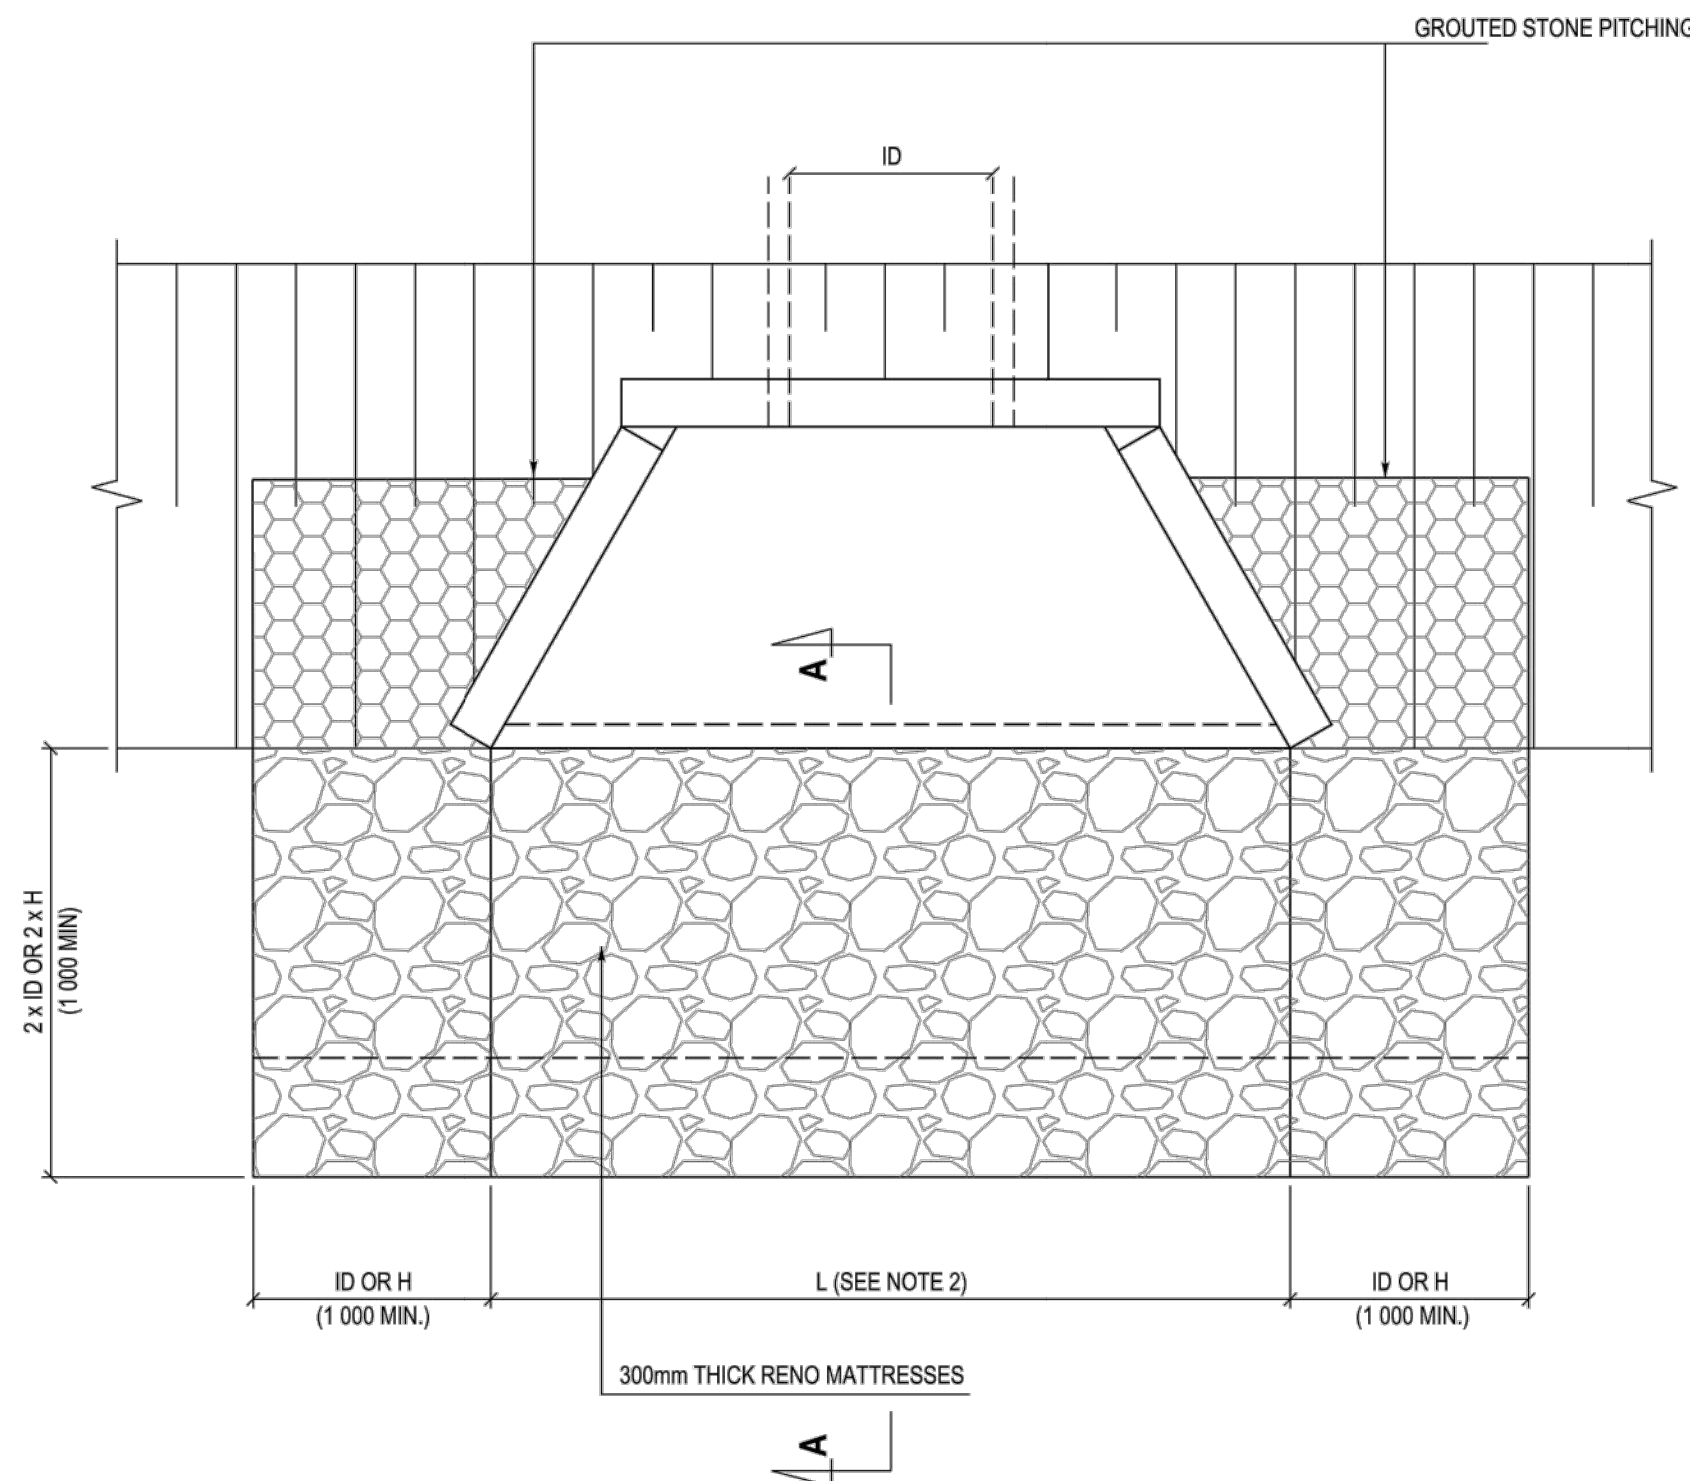 GROUTED STONE PITCHING
ID
A
2 x ID OR 2 x H
(1 000 MIN)
ID OR H
(1 000 MIN.)
L (SEE NOTE 2)
ID OR H
(1 000 MIN.)
300mm THICK RENO MATTRESSES
A